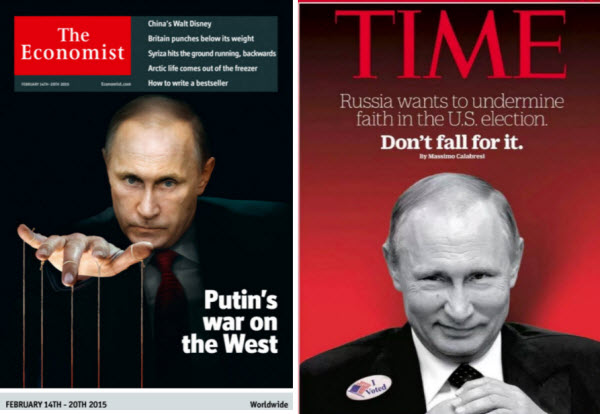 The
Economist
China's Walt Disney
Britain punches below its weight
Syriza hits the ground running, backwards
Arctic life comes out of the freezer
How to write a bestseller
FEBRUARY 14TH–20TH 2015
Economist.com
Putin's
war on
the West
FEBRUARY 14TH - 20TH 2015
Worldwide
TIME
Russia wants to undermine
faith in the U.S. election.
Don't fall for it.
By Massimo Calabresi
I
Voted